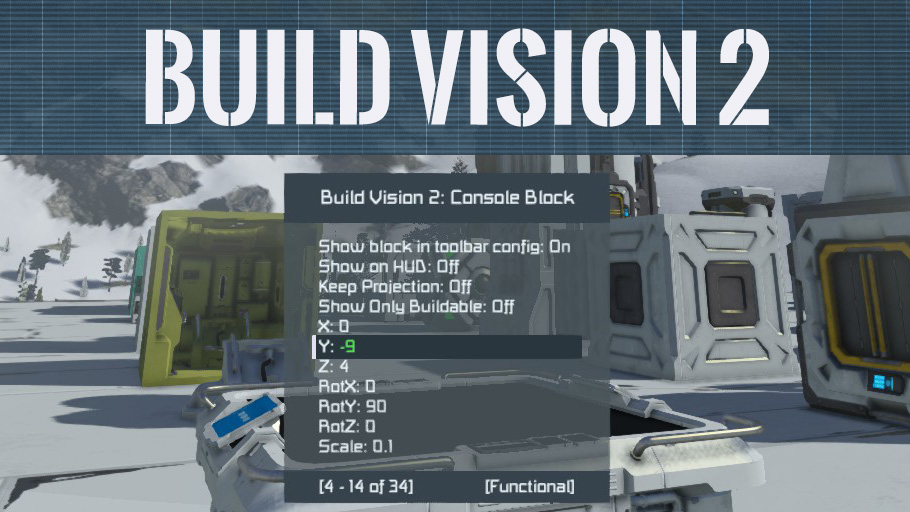 BUILD VISION 2
Build Vision 2: Console Block
Show block in toolbar config: On
Show on HUD: Off
Keep Projection: Off
Show Only Buildable: Off
X: 0
Y: -9
Z: 4
RotX: 0
RotY: 90
RotZ: 0
Scale: 0.1
[4 - 14 of 34] [Functional]